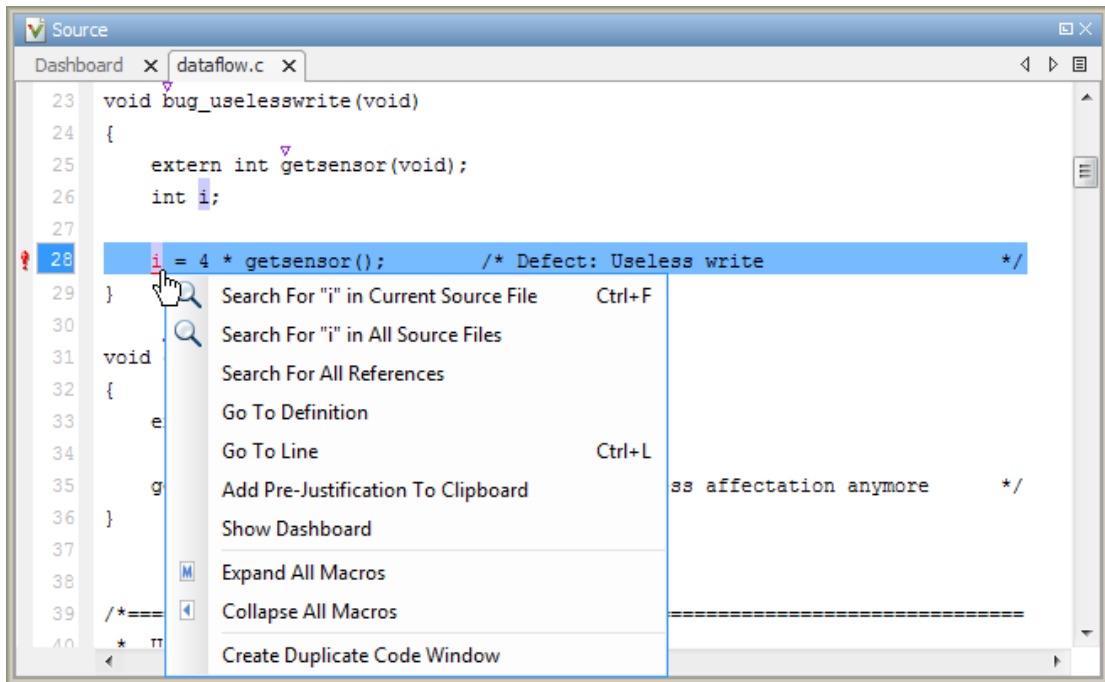 Source
Dashboard dataflow.c
23 void bug_uselesswrite(void)
24 {
25 extern int getsensor(void);
26 int i;
27
28 i = 4 * getsensor(); /* Defect: Useless write */
29 }
Search For "i" in Current Source File Ctrl+F
30
Search For "i" in All Source Files
31 void
Search For All References
32 {
Go To Definition
33
Go To Line Ctrl+L
34
35 g ss affectation anymore */
Add Pre-Justification To Clipboard
36 }
Show Dashboard
37
38
M Expand All Macros
39 /*=== ==============================
Collapse All Macros
40 *
Create Duplicate Code Window